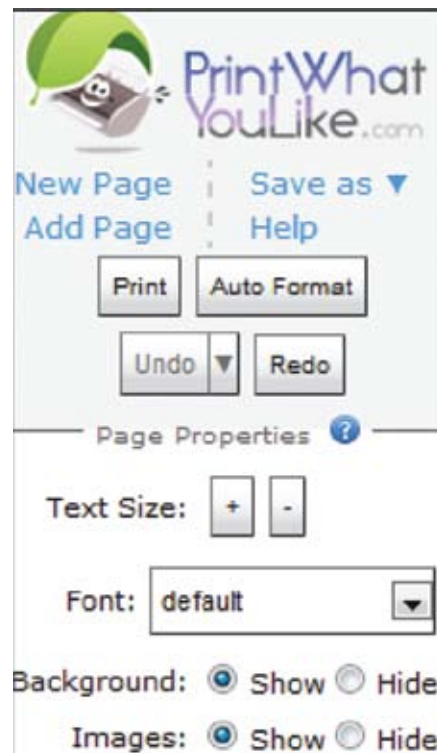 PrintWhat
YouLike.com
New Page Save as ▼
Add Page Help
Print Auto Format
Undo ▼ Redo
Page Properties ?
Text Size: + -
Font: default
Background: Show Hide
Images: Show Hide